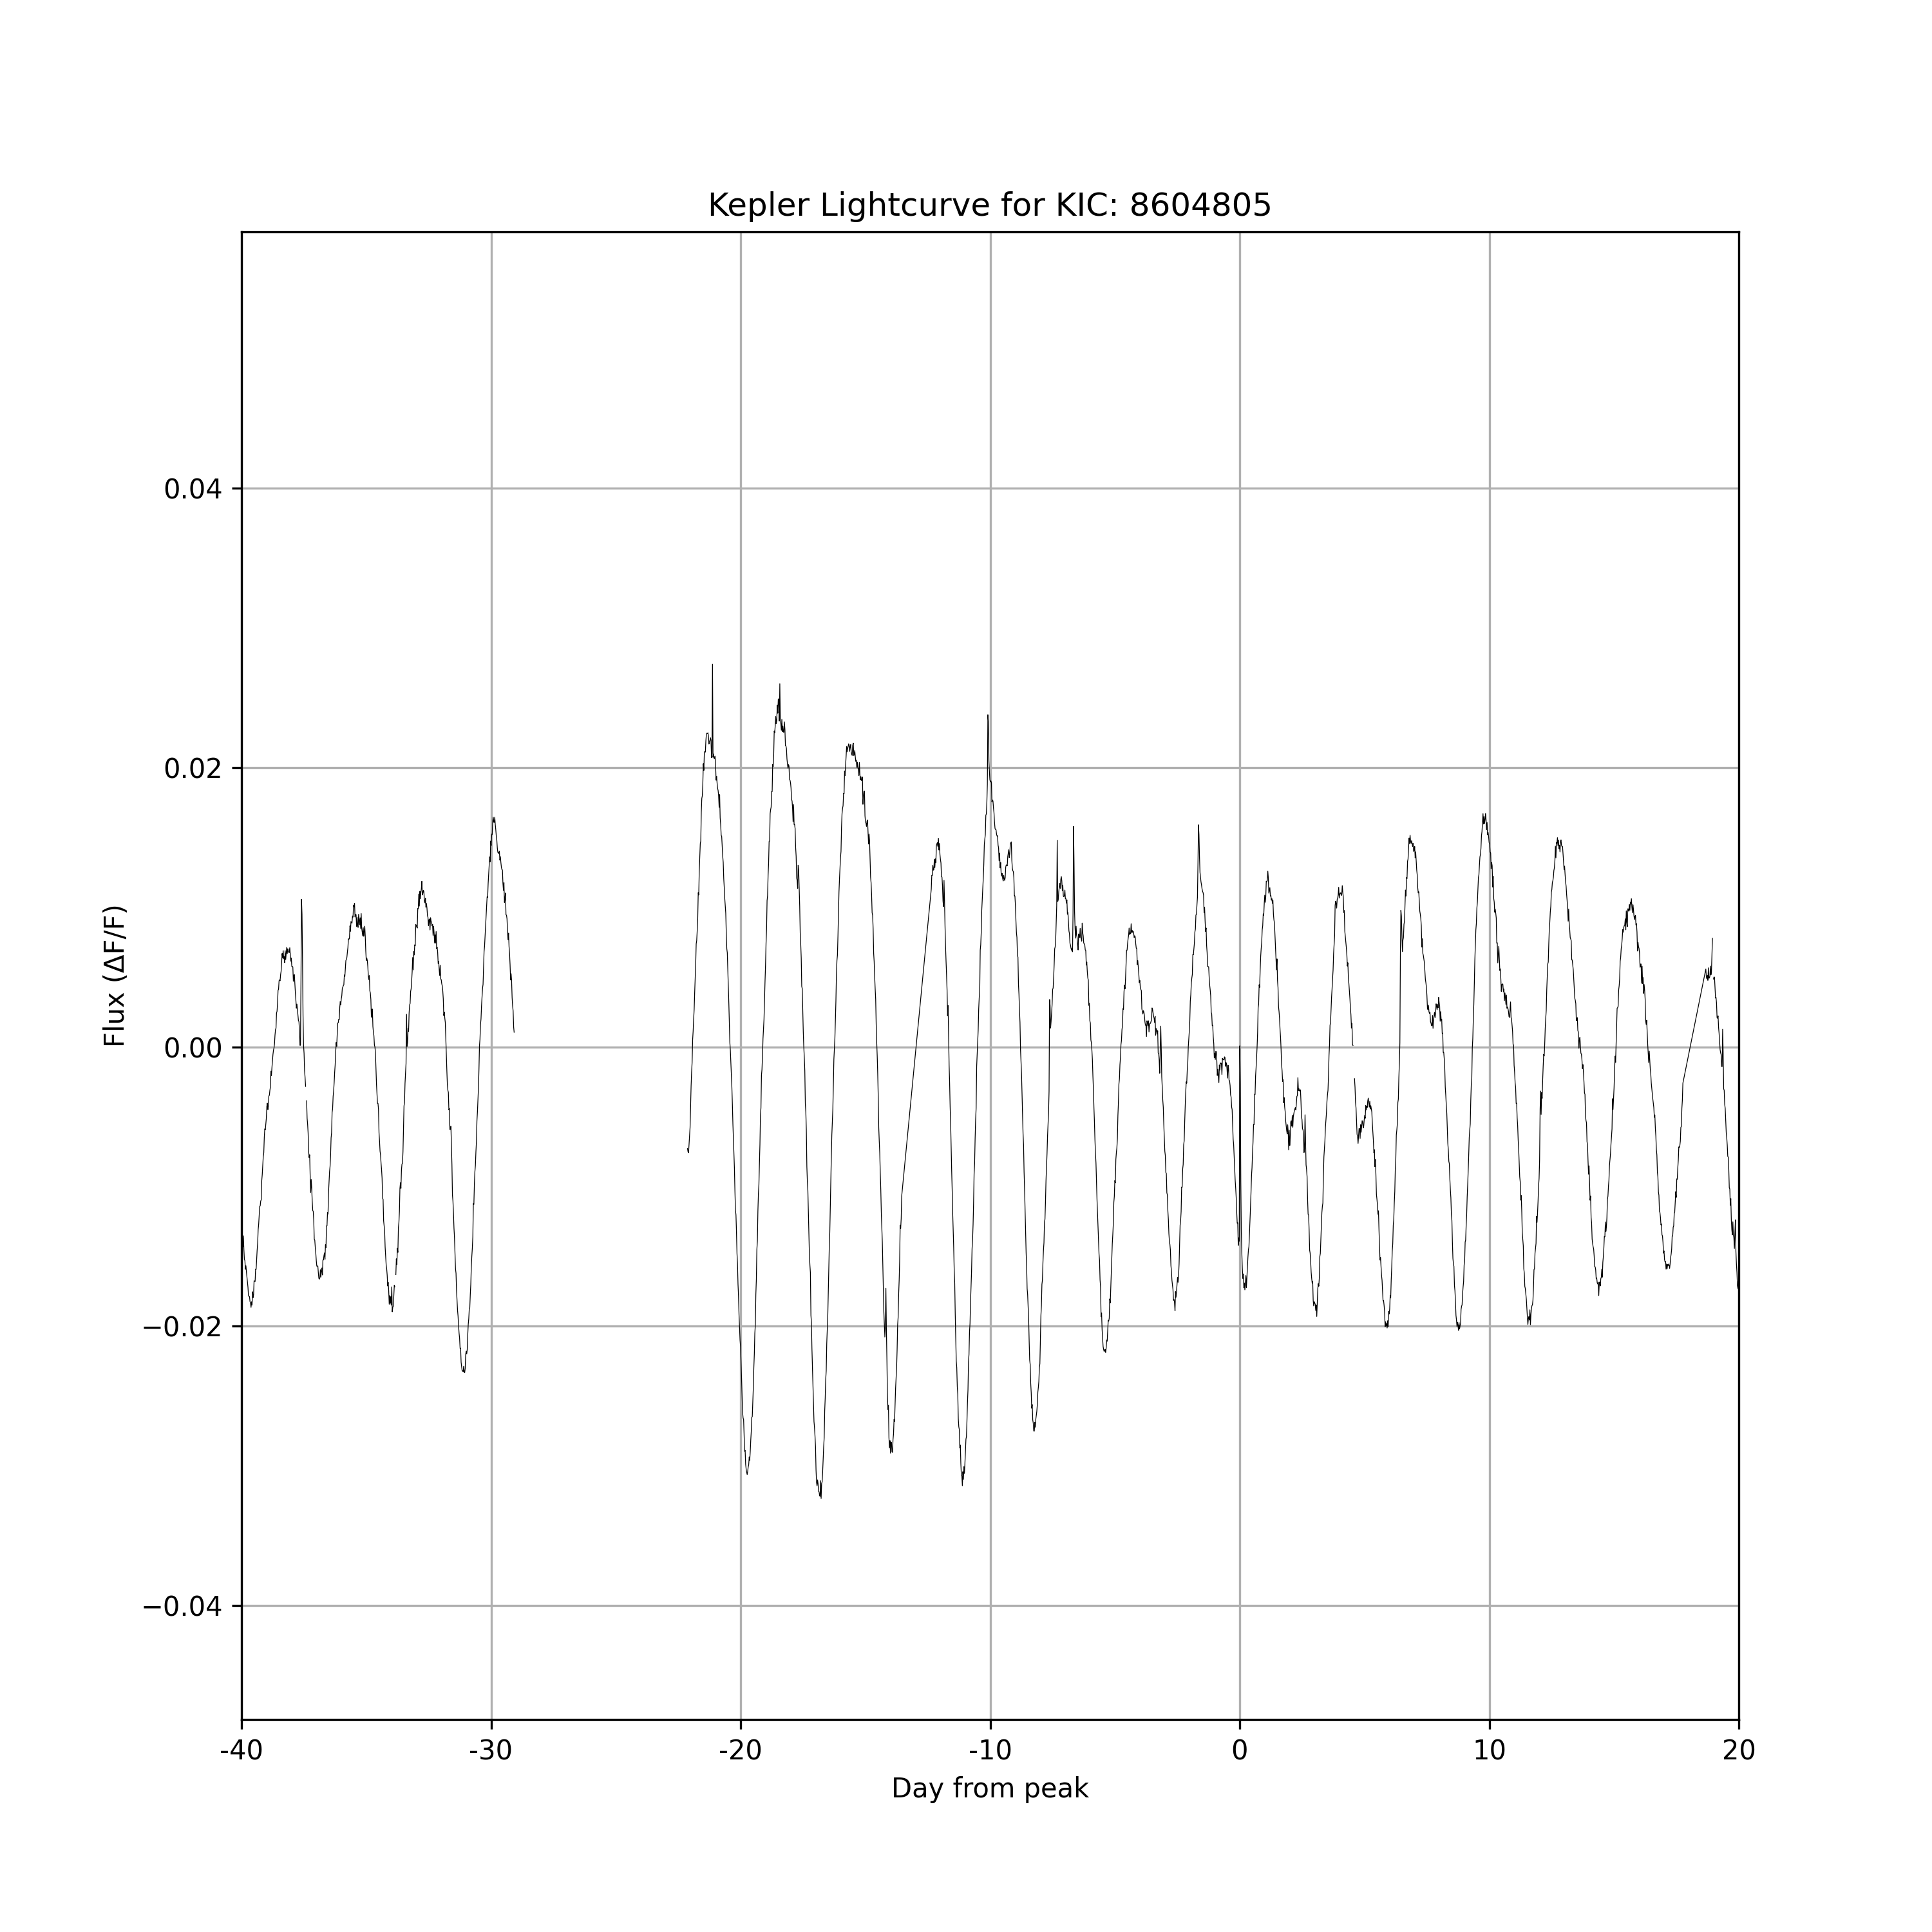 Kepler Lightcurve for KIC: 8604805
Flux (ΔF/F)
0.04
0.02
0.00
−0.02
−0.04
-40 -30 -20 -10 0 10 20
Day from peak